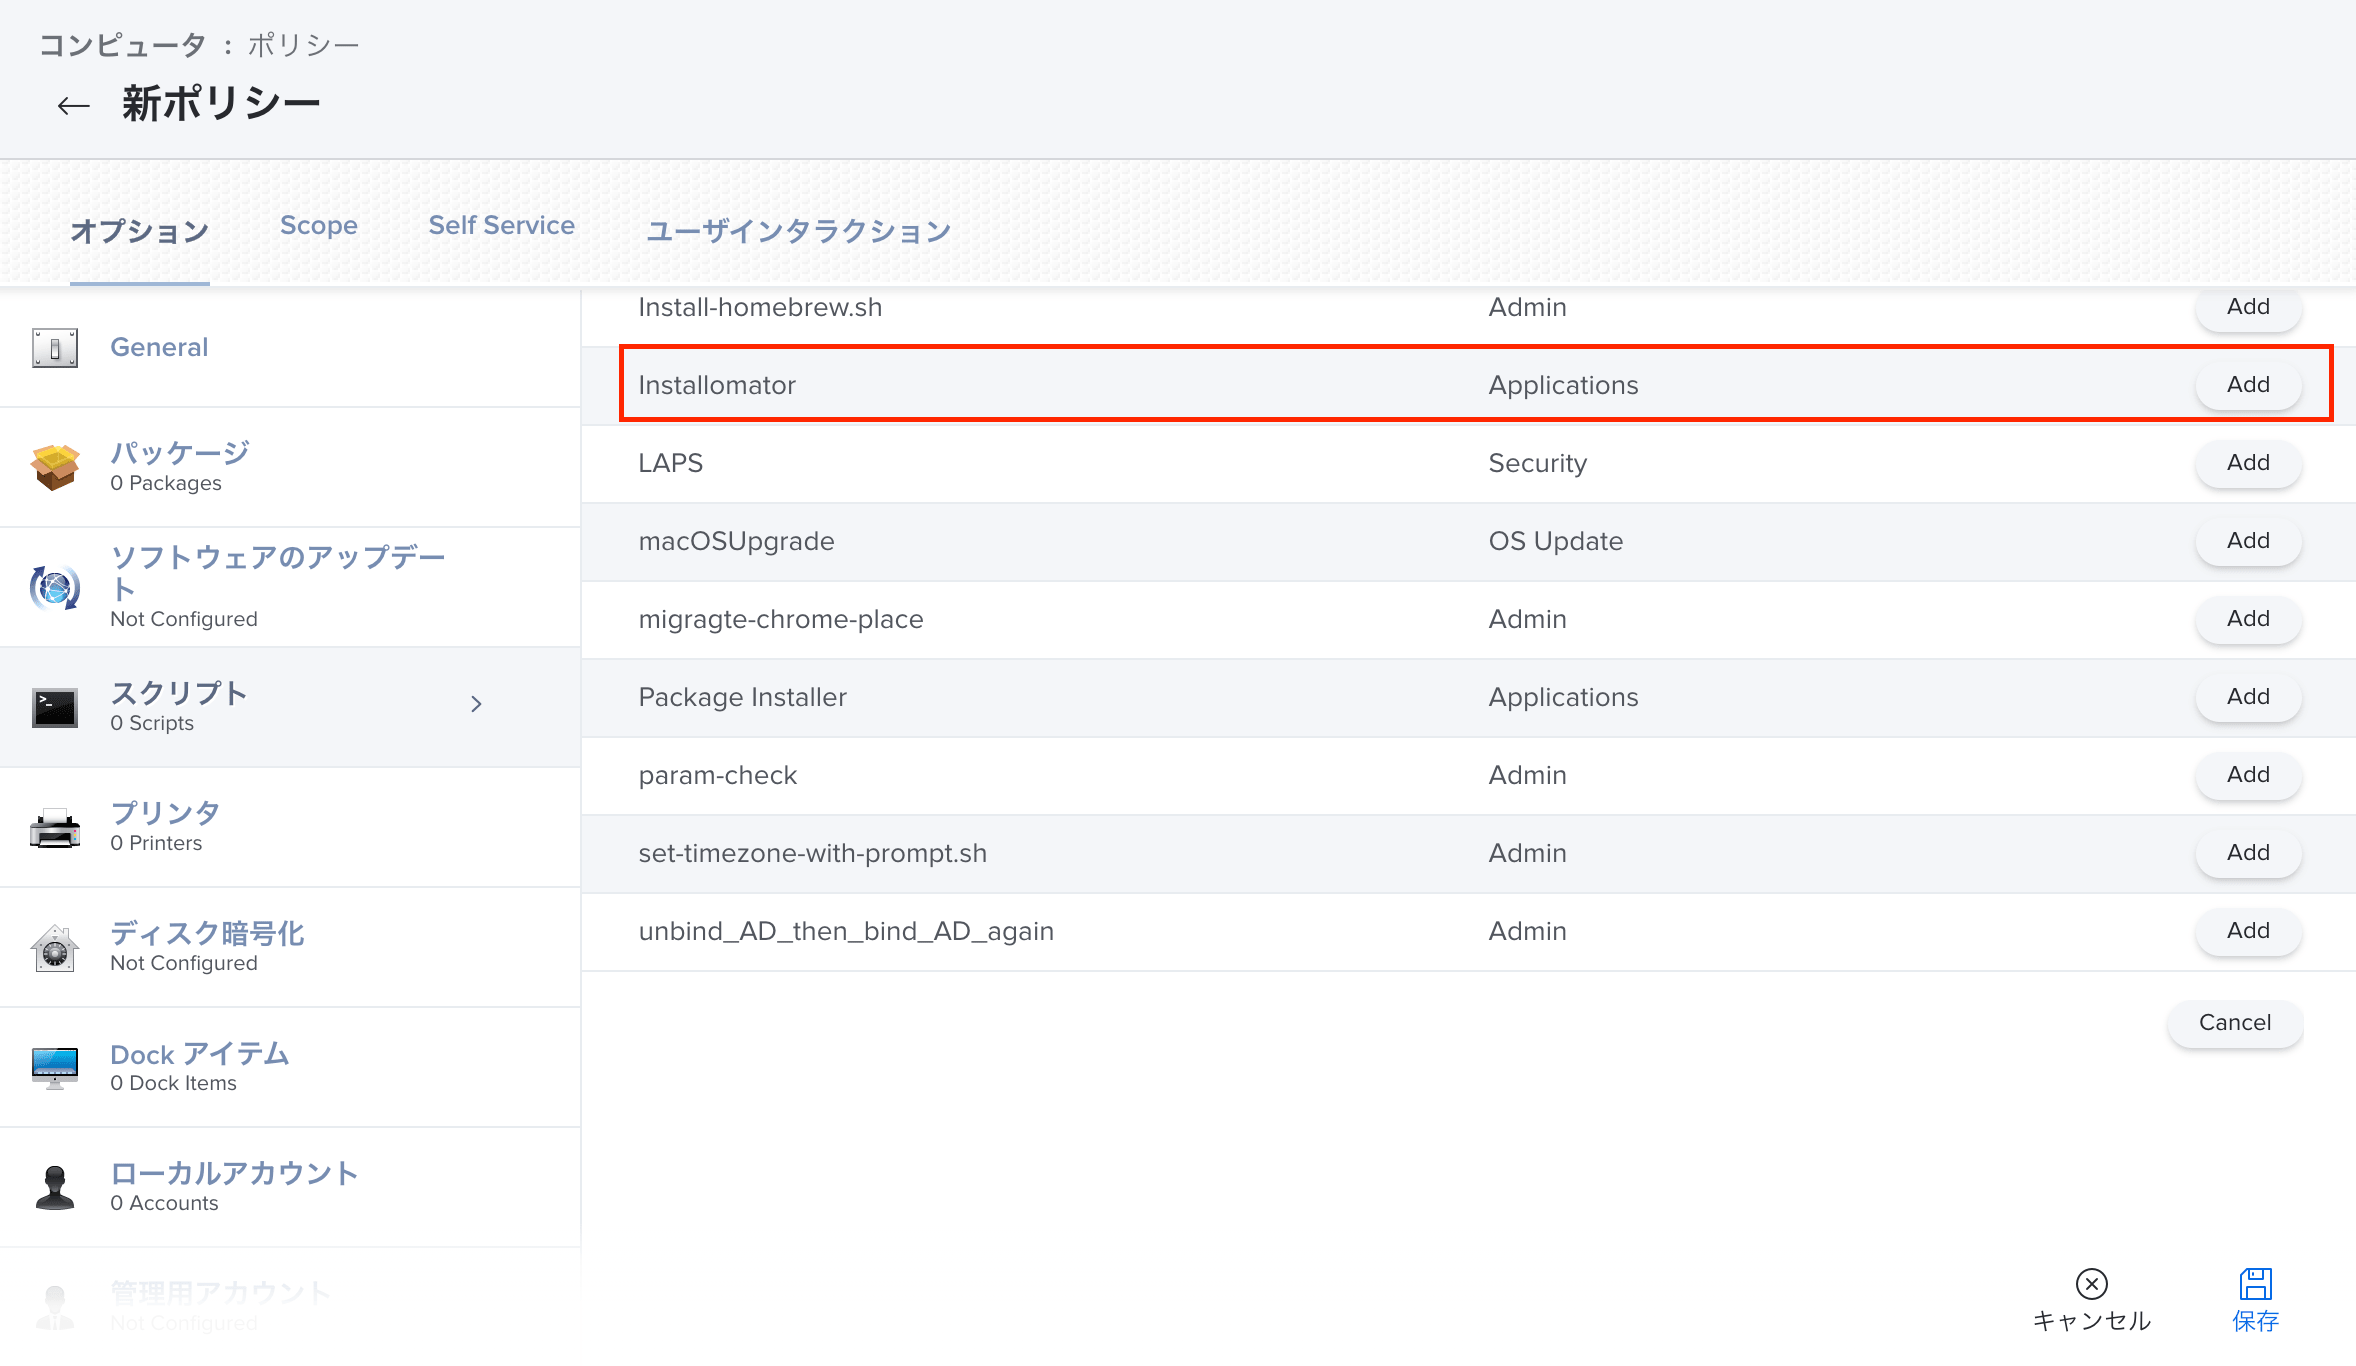 コンピュータ : ポリシー
← 新ポリシー
オプション Scope Self Service ユーザインタラクション
General
パッケージ
0 Packages
ソフトウェアのアップデー
ト
Not Configured
スクリプト
0 Scripts
プリンタ
0 Printers
ディスク暗号化
Not Configured
Dock アイテム
0 Dock Items
ローカルアカウント
0 Accounts
管理用アカウント
Not Configured
Install-homebrew.sh Admin Add
Installomator Applications Add
LAPS Security Add
macOSUpgrade OS Update Add
migragte-chrome-place Admin Add
Package Installer Applications Add
param-check Admin Add
set-timezone-with-prompt.sh Admin Add
unbind_AD_then_bind_AD_again Admin Add
Cancel
キャンセル 保存